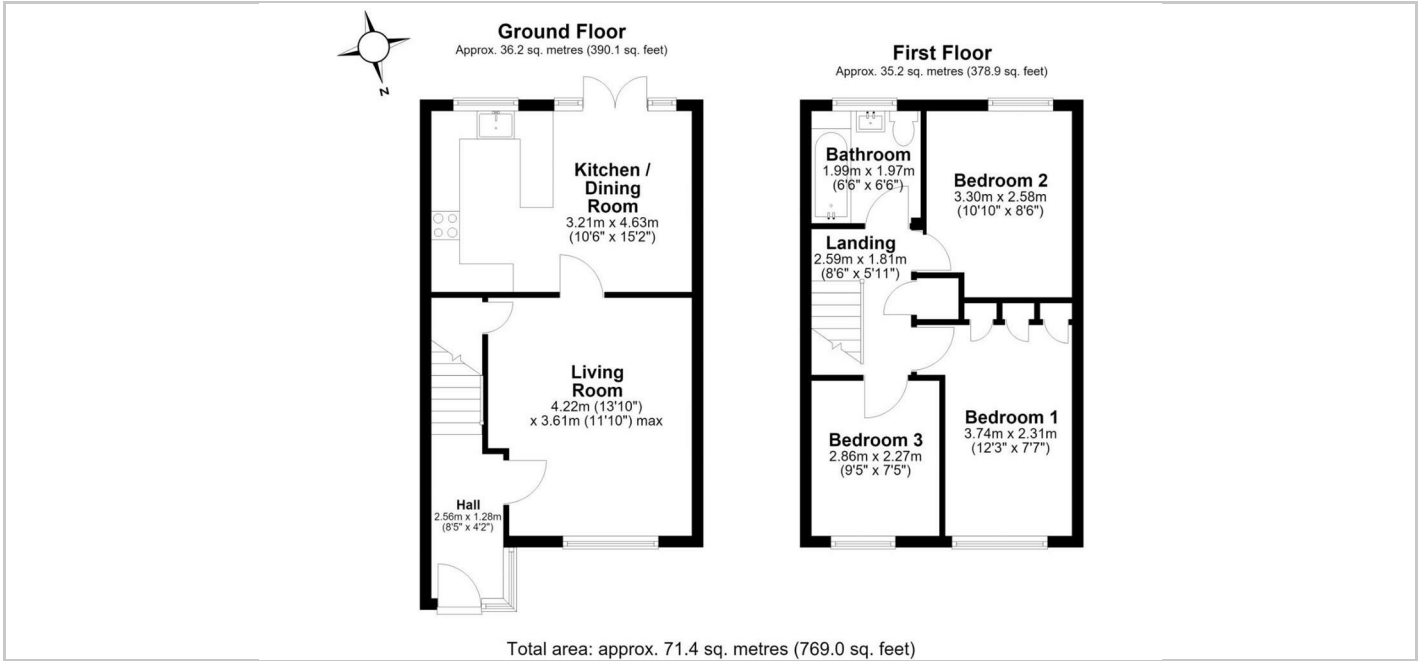 N
Ground Floor
Approx. 36.2 sq. metres (390.1 sq. feet)
Kitchen /
Dining
Room
3.21m x 4.63m
(10'6" x 15'2")
Living
Room
4.22m (13'10")
x 3.61m (11'10") max
Hall
2.56m x 1.28m
(8'5" x 4'2")
First Floor
Approx. 35.2 sq. metres (378.9 sq. feet)
Bathroom
1.99m x 1.97m
(6'6" x 6'6")
Bedroom 2
3.30m x 2.58m
(10'10" x 8'6")
Landing
2.59m x 1.81m
(8'6" x 5'11")
Bedroom 1
3.74m x 2.31m
(12'3" x 7'7")
Bedroom 3
2.86m x 2.27m
(9'5" x 7'5")
Total area: approx. 71.4 sq. metres (769.0 sq. feet)